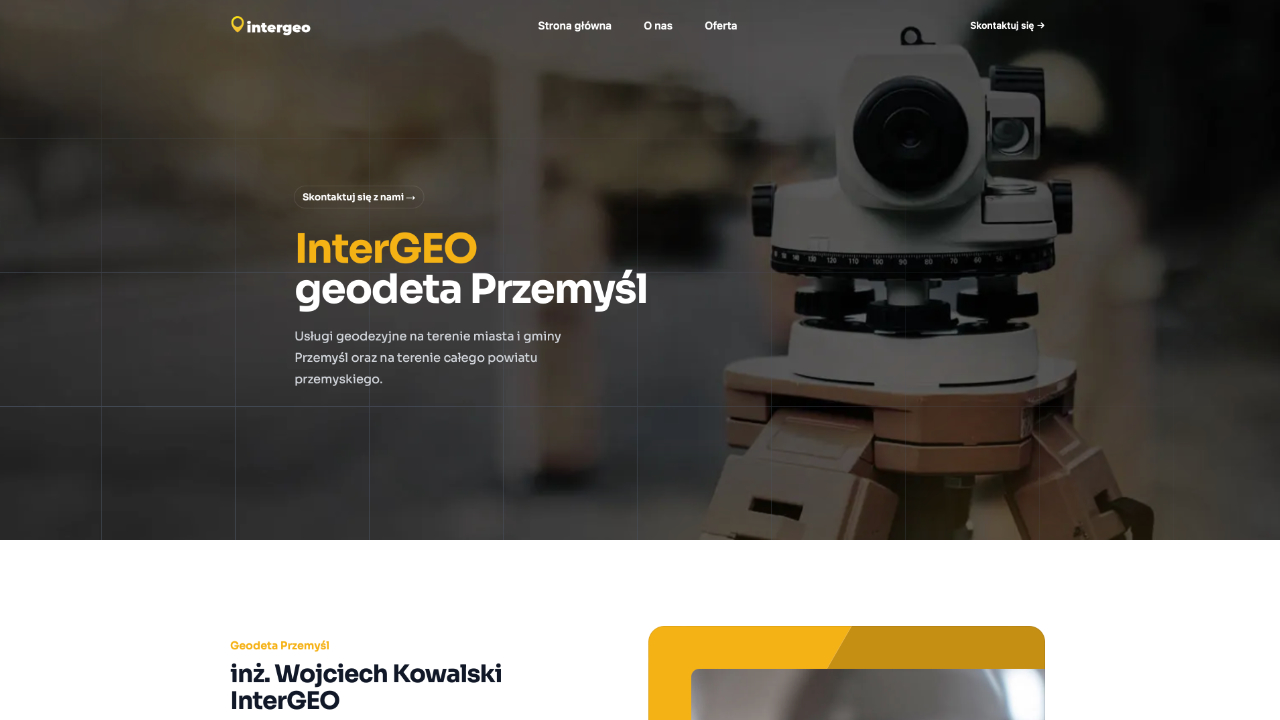 intergeo
Strona główna
O nas
Oferta
Skontaktuj się →
Skontaktuj się z nami →
InterGEO
geodeta Przemyśl
Usługi geodezyjne na terenie miasta i gminy
Przemyśl oraz na terenie całego powiatu
przemyskiego.
Geodeta Przemyśl
inż. Wojciech Kowalski
InterGEO